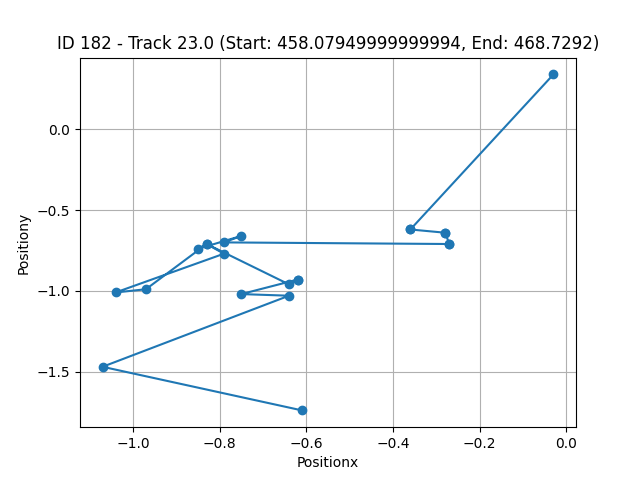 ID 182 - Track 23.0 (Start: 458.07949999999994, End: 468.7292)
0.0
−0.5
−1.0
−1.5
Positiony
−1.0 −0.8 −0.6 −0.4 −0.2 0.0
Positionx